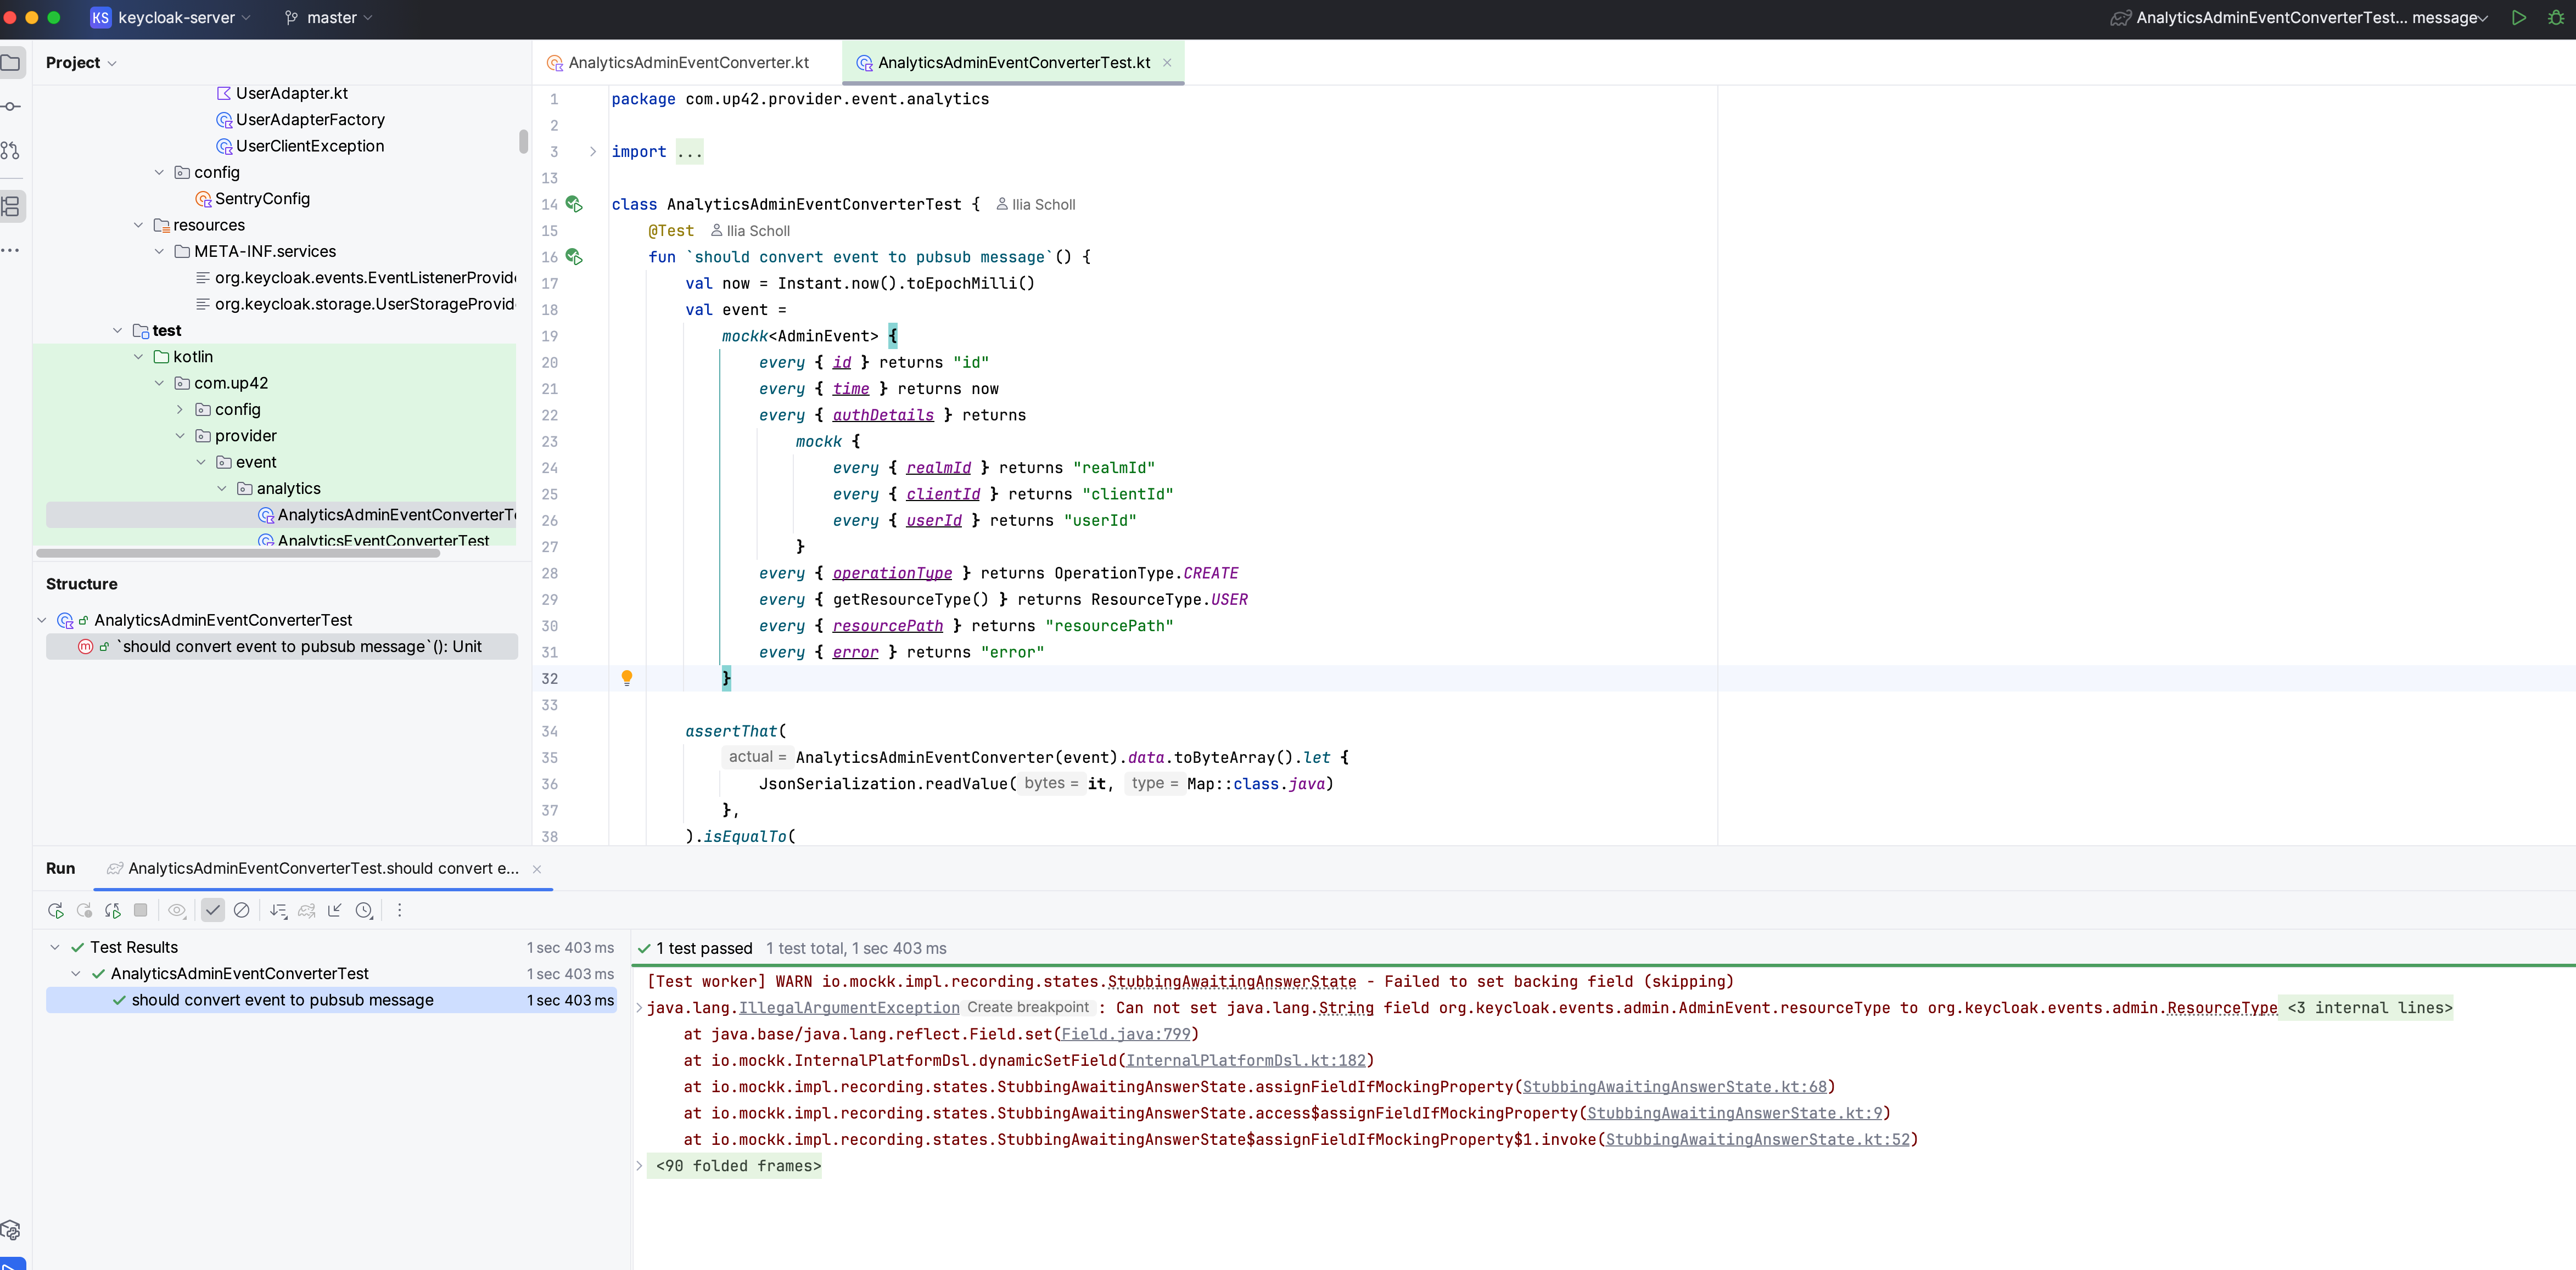 KS keycloak-server master AnalyticsAdminEventConverterTest... message
Project
UserAdapter.kt
UserAdapterFactory
UserClientException
config
SentryConfig
resources
META-INF.services
org.keycloak.events.EventListenerProvid
org.keycloak.storage.UserStorageProvid
test
kotlin
com.up42
config
provider
event
analytics
AnalyticsAdminEventConverterTe
AnalyticsEventConverterTest
Structure
AnalyticsAdminEventConverterTest
`should convert event to pubsub message`(): Unit
AnalyticsAdminEventConverter.kt AnalyticsAdminEventConverterTest.kt
1 package com.up42.provider.event.analytics
2
3 import ...
13
14 class AnalyticsAdminEventConverterTest { Ilia Scholl
15 @Test Ilia Scholl
16 fun `should convert event to pubsub message`() {
17 val now = Instant.now().toEpochMilli()
18 val event =
19 mockk<AdminEvent> {
20 every { id } returns "id"
21 every { time } returns now
22 every { authDetails } returns
23 mockk {
24 every { realmId } returns "realmId"
25 every { clientId } returns "clientId"
26 every { userId } returns "userId"
27 }
28 every { operationType } returns OperationType.CREATE
29 every { getResourceType() } returns ResourceType.USER
30 every { resourcePath } returns "resourcePath"
31 every { error } returns "error"
32 }
33
34 assertThat(
35 actual = AnalyticsAdminEventConverter(event).data.toByteArray().let {
36 JsonSerialization.readValue( bytes = it, type = Map::class.java)
37 },
38 ).isEqualTo(
Run AnalyticsAdminEventConverterTest.should convert e...
Test Results 1 sec 403 ms
AnalyticsAdminEventConverterTest 1 sec 403 ms
should convert event to pubsub message 1 sec 403 ms
1 test passed 1 test total, 1 sec 403 ms
[Test worker] WARN io.mockk.impl.recording.states.StubbingAwaitingAnswerState - Failed to set backing field (skipping)
java.lang.IllegalArgumentException Create breakpoint : Can not set java.lang.String field org.keycloak.events.admin.AdminEvent.resourceType to org.keycloak.events.admin.ResourceType <3 internal lines>
at java.base/java.lang.reflect.Field.set(Field.java:799)
at io.mockk.InternalPlatformDsl.dynamicSetField(InternalPlatformDsl.kt:182)
at io.mockk.impl.recording.states.StubbingAwaitingAnswerState.assignFieldIfMockingProperty(StubbingAwaitingAnswerState.kt:68)
at io.mockk.impl.recording.states.StubbingAwaitingAnswerState.access$assignFieldIfMockingProperty(StubbingAwaitingAnswerState.kt:9)
at io.mockk.impl.recording.states.StubbingAwaitingAnswerState$assignFieldIfMockingProperty$1.invoke(StubbingAwaitingAnswerState.kt:52)
<90 folded frames>